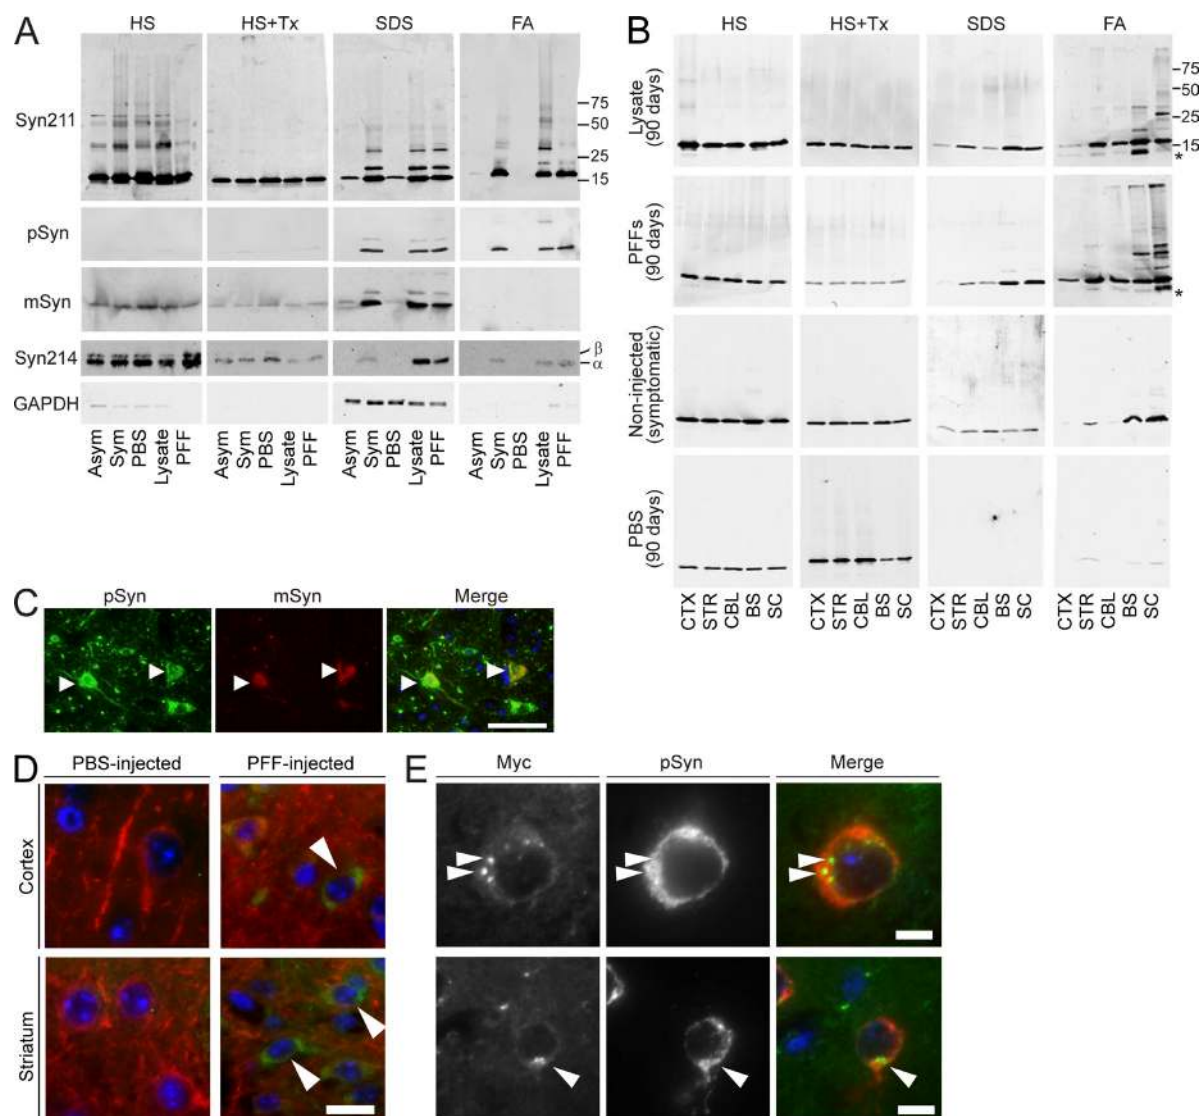 A
HS
HS+Tx
SDS
FA
Syn211
75
50
25
15
pSyn
mSyn
Syn214
β
α
GAPDH
Asym
Sym
PBS
Lysate
PFF
Asym
Sym
PBS
Lysate
PFF
Asym
Sym
PBS
Lysate
PFF
Asym
Sym
PBS
Lysate
PFF
B
HS
HS+Tx
SDS
FA
Lysate
(90 days)
75
50
25
15
*
PFFs
(90 days)
*
Non-injected
(symptomatic)
PBS
(90 days)
CTX
STR
CBL
BS
SC
CTX
STR
CBL
BS
SC
CTX
STR
CBL
BS
SC
CTX
STR
CBL
BS
SC
C
pSyn
mSyn
Merge
D
PBS-injected
PFF-injected
Cortex
Striatum
E
Myc
pSyn
Merge